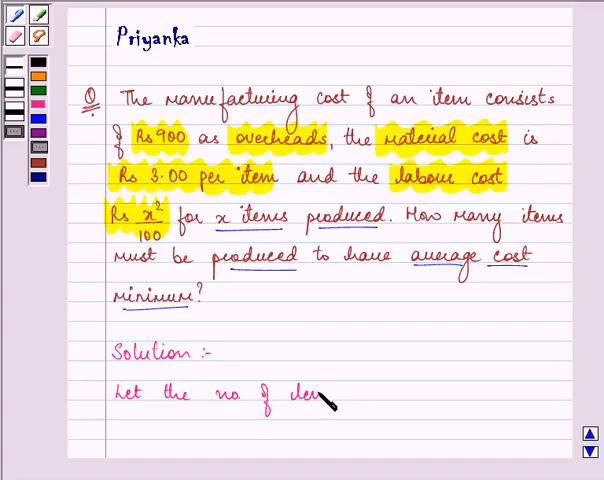 Priyanka
Q The manufacturing cost of an item consists
of Rs 900 as overheads, the material cost is
Rs 3.00 per item and the labour cost
Rs x²/100 for x items produced. How many items
must be produced to have average cost
minimum?
Solution :-
Let the no. of item